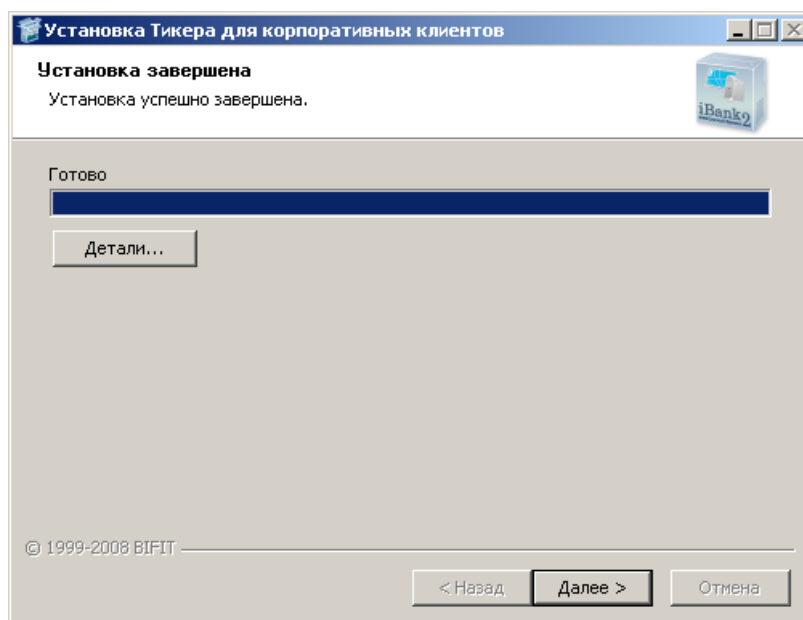 Установка Тикера для корпоративных клиентов
Установка завершена
Установка успешно завершена.
iBank2
Готово
Детали...
© 1999-2008 BIFIT
< Назад
Далее >
Отмена